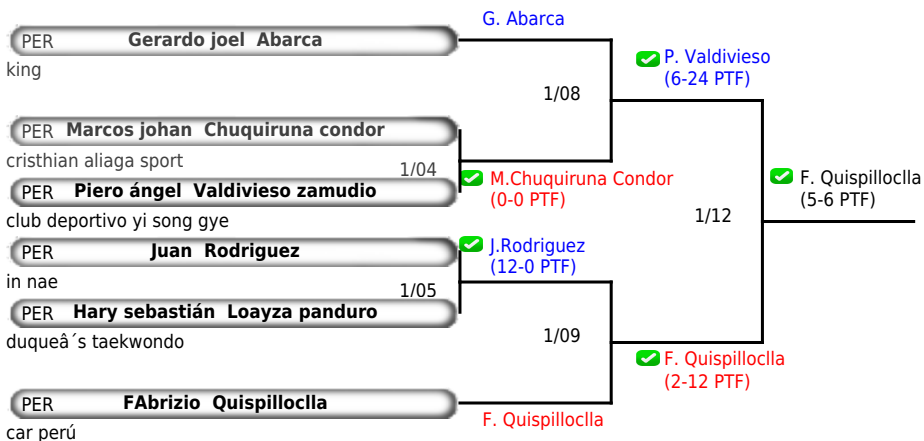 G. Abarca
PER Gerardo joel Abarca
king
P. Valdivieso
(6-24 PTF)
1/08
PER Marcos johan Chuquiruna condor
cristhian aliaga sport
1/04
M.Chuquiruna Condor
(0-0 PTF)
PER Piero ángel Valdivieso zamudio
club deportivo yi song gye
F. Quispilloclla
(5-6 PTF)
1/12
PER Juan Rodriguez
in nae
J.Rodriguez
(12-0 PTF)
1/05
PER Hary sebastián Loayza panduro
duqueâ´s taekwondo
1/09
F. Quispilloclla
(2-12 PTF)
PER FAbrizio Quispilloclla
car perú
F. Quispilloclla